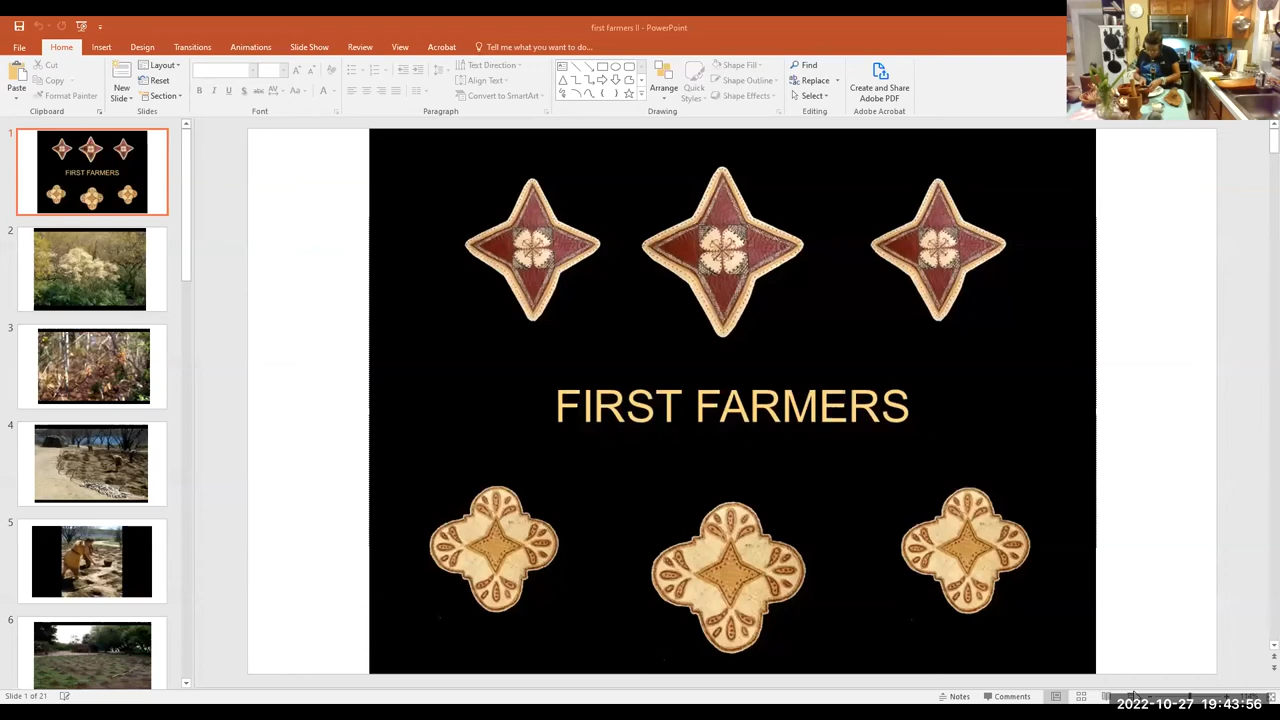 first farmers II - PowerPoint
File Home Insert Design Transitions Animations Slide Show Review View Acrobat Tell me what you want to do...
Paste
Cut
Copy
Format Painter
Clipboard
New Slide
Layout
Reset
Section
Slides
B I U S abc AV Aa A
Font
Text Direction
Align Text
Convert to SmartArt
Paragraph
Arrange
Quick Styles
Shape Fill
Shape Outline
Shape Effects
Drawing
Find
Replace
Select
Editing
Create and Share Adobe PDF
Adobe Acrobat
1
FIRST FARMERS
2
3
4
5
6
FIRST FARMERS
Slide 1 of 21
Notes
Comments
2022-10-27 19:43:56